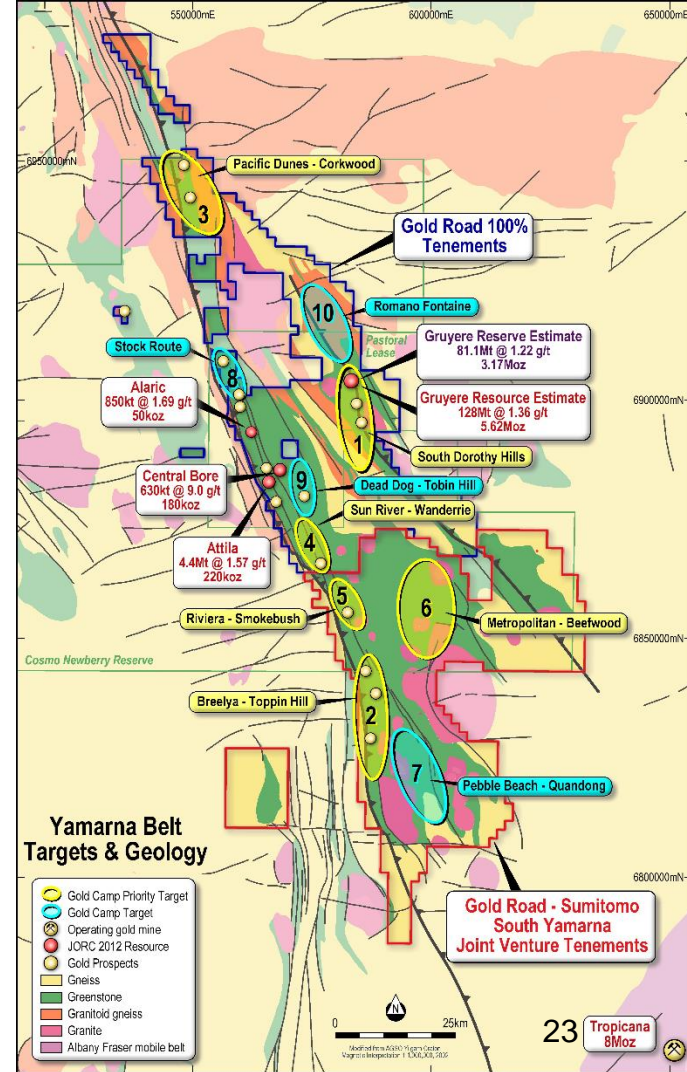 550000mE
600000mE
650000mE
6950000mN
Pacific Dunes - Corkwood
3
Gold Road 100%
Tenements
10
Romano Fontaine
Pastoral
Lease
Stock Route
8
Gruyere Reserve Estimate
81.1Mt @ 1.22 g/t
3.17Moz
Alaric
850kt @ 1.69 g/t
50koz
6900000mN
Gruyere Resource Estimate
128Mt @ 1.36 g/t
5.62Moz
1
South Dorothy Hills
Central Bore
630kt @ 9.0 g/t
180koz
9
Dead Dog - Tobin Hill
Sun River - Wanderrie
4
Attila
4.4Mt @ 1.57 g/t
220koz
5
6
Riviera - Smokebush
Metropolitan - Beefwood
6850000mN
Cosmo Newberry Reserve
Breelya - Toppin Hill
2
7
Pebble Beach - Quandong
Yamarna Belt
Targets & Geology
6800000mN
Gold Camp Priority Target
Gold Camp Target
Operating gold mine
JORC 2012 Resource
Gold Prospects
Gneiss
Greenstone
Granitoid gneiss
Granite
Albany Fraser mobile belt
Gold Road - Sumitomo
South Yamarna
Joint Venture Tenements
N
0
25km
Modified from AGSO Yilgarn Craton
23
Tropicana
8Moz